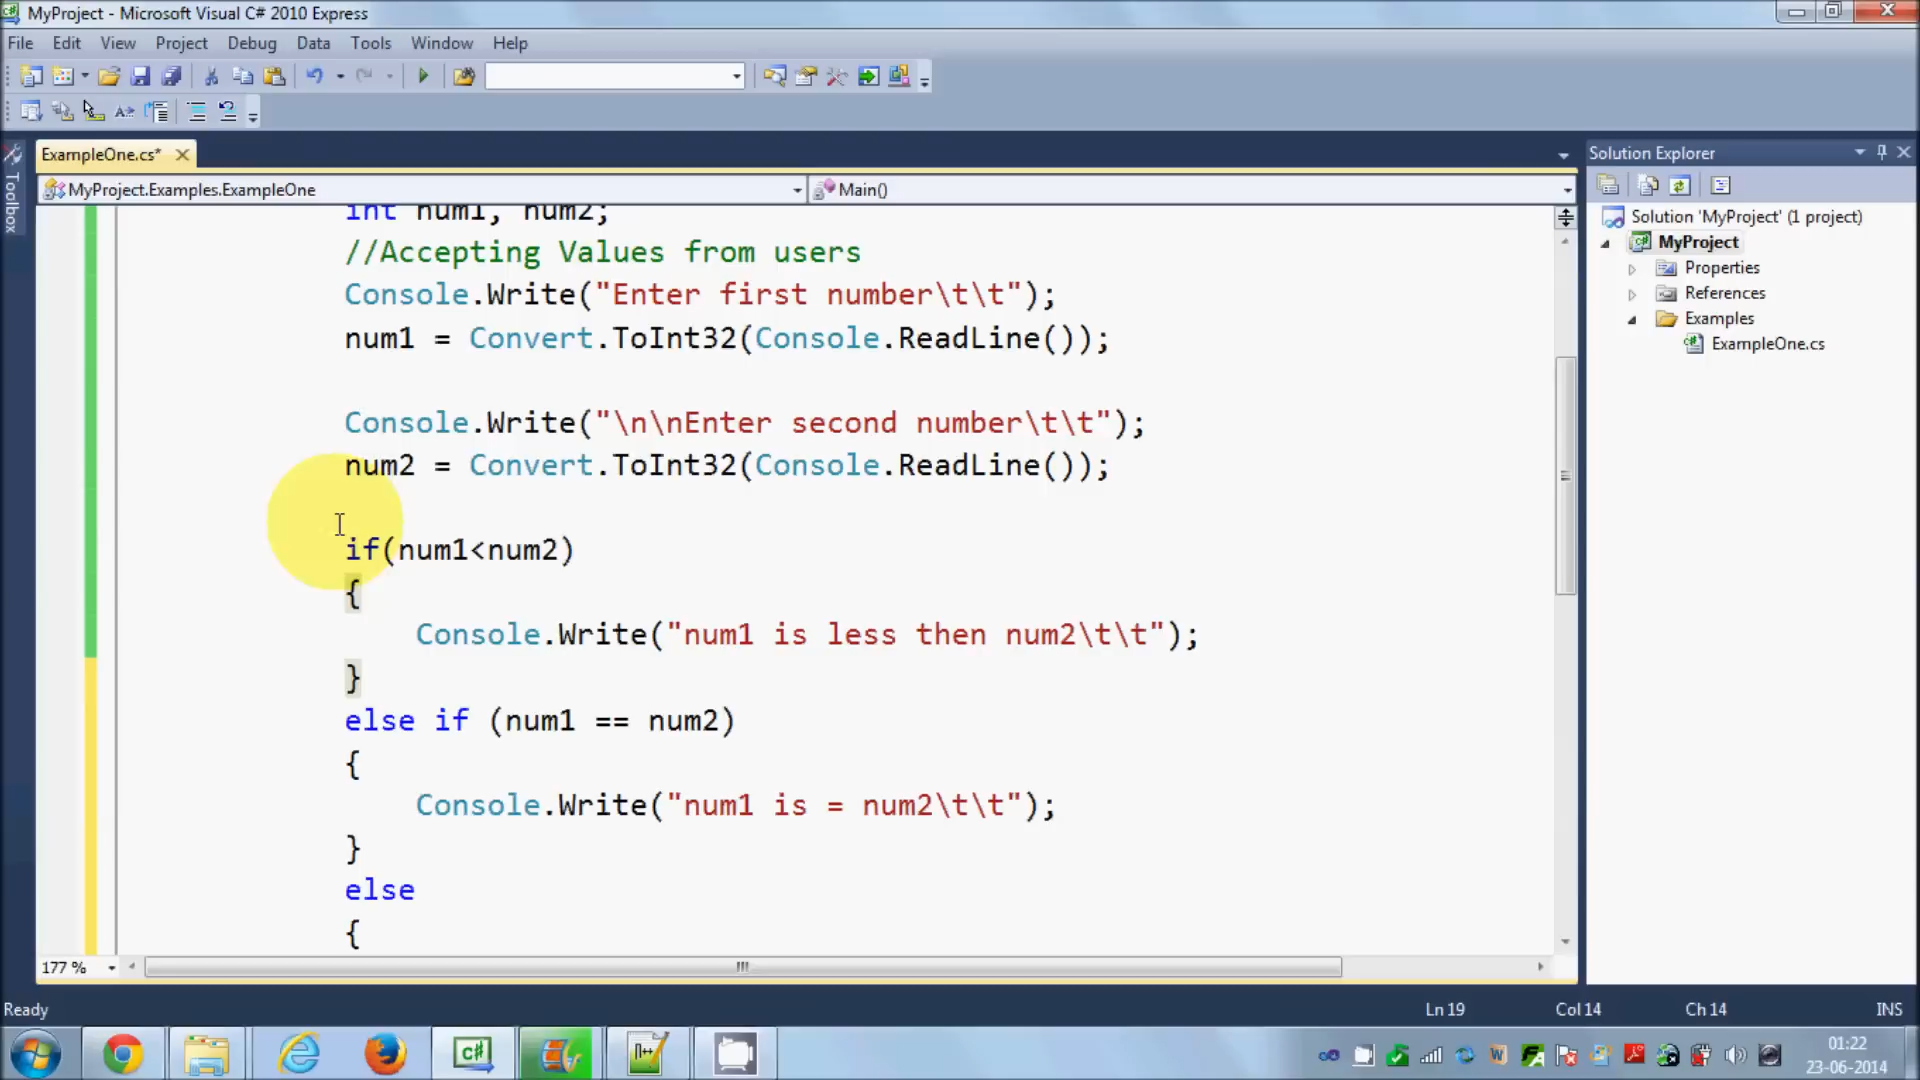 MyProject - Microsoft Visual C# 2010 Express
File Edit View Project Debug Data Tools Window Help
ExampleOne.cs*
Toolbox
MyProject.Examples.ExampleOne
Main()
int num1, num2;
//Accepting Values from users
Console.Write("Enter first number\t\t");
num1 = Convert.ToInt32(Console.ReadLine());
Console.Write("\n\nEnter second number\t\t");
num2 = Convert.ToInt32(Console.ReadLine());
if(num1<num2)
{
Console.Write("num1 is less then num2\t\t");
}
else if (num1 == num2)
{
Console.Write("num1 is = num2\t\t");
}
else
{
177 %
Solution Explorer
Solution 'MyProject' (1 project)
MyProject
Properties
References
Examples
ExampleOne.cs
Ready
Ln 19 Col 14 Ch 14 INS
01:22
23-06-2014